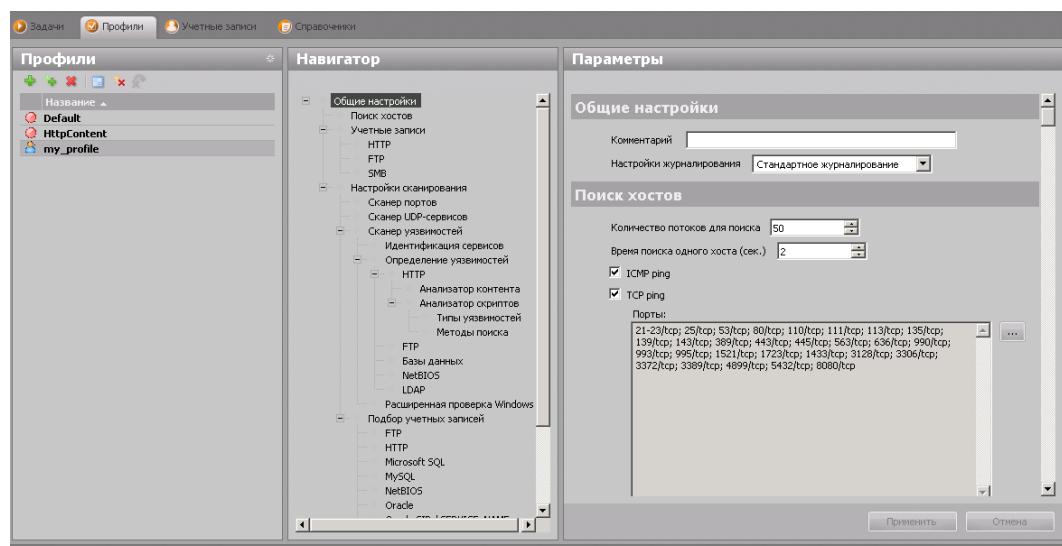 Задачи Профили Учетные записи Справочники
Профили
Название
Default
HttpContent
my_profile
Навигатор
Общие настройки
Поиск хостов
Учетные записи
HTTP
FTP
SMB
Настройки сканирования
Сканер портов
Сканер UDP-сервисов
Сканер уязвимостей
Идентификация сервисов
Определение уязвимостей
HTTP
Анализатор контента
Анализатор скриптов
Типы уязвимостей
Методы поиска
FTP
Базы данных
NetBIOS
LDAP
Расширенная проверка Windows
Подбор учетных записей
FTP
HTTP
Microsoft SQL
MySQL
NetBIOS
Oracle
Параметры
Общие настройки
Комментарий
Настройки журналирования Стандартное журналирование
Поиск хостов
Количество потоков для поиска 50
Время поиска одного хоста (сек.) 2
ICMP ping
TCP ping
Порты:
21-23/tcp; 25/tcp; 53/tcp; 80/tcp; 110/tcp; 111/tcp; 113/tcp; 135/tcp;
139/tcp; 143/tcp; 389/tcp; 443/tcp; 445/tcp; 563/tcp; 636/tcp; 990/tcp;
993/tcp; 995/tcp; 1521/tcp; 1723/tcp; 1433/tcp; 3128/tcp; 3306/tcp;
3372/tcp; 3389/tcp; 4899/tcp; 5432/tcp; 8080/tcp
...
Применить Отмена